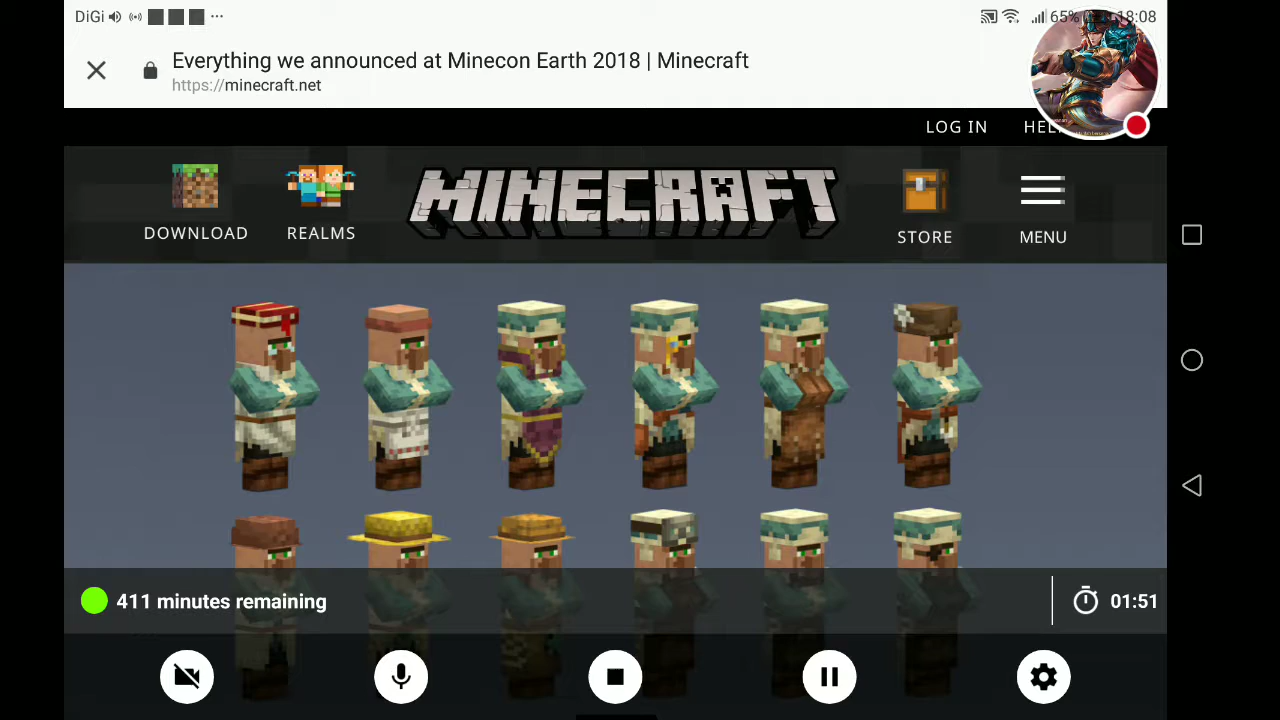 DiGi 65% 18:08
Everything we announced at Minecon Earth 2018 | Minecraft
https://minecraft.net
LOG IN
DOWNLOAD REALMS MINECRAFT STORE MENU
411 minutes remaining 01:51